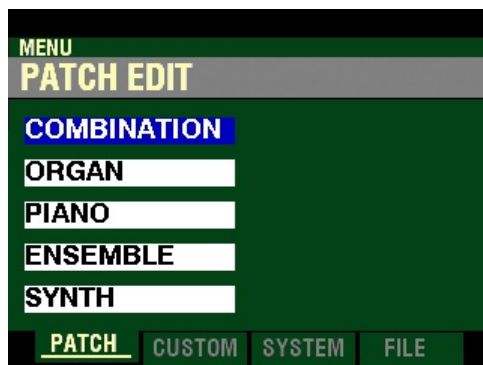 MENU
PATCH EDIT
COMBINATION
ORGAN
PIANO
ENSEMBLE
SYNTH
PATCH CUSTOM SYSTEM FILE